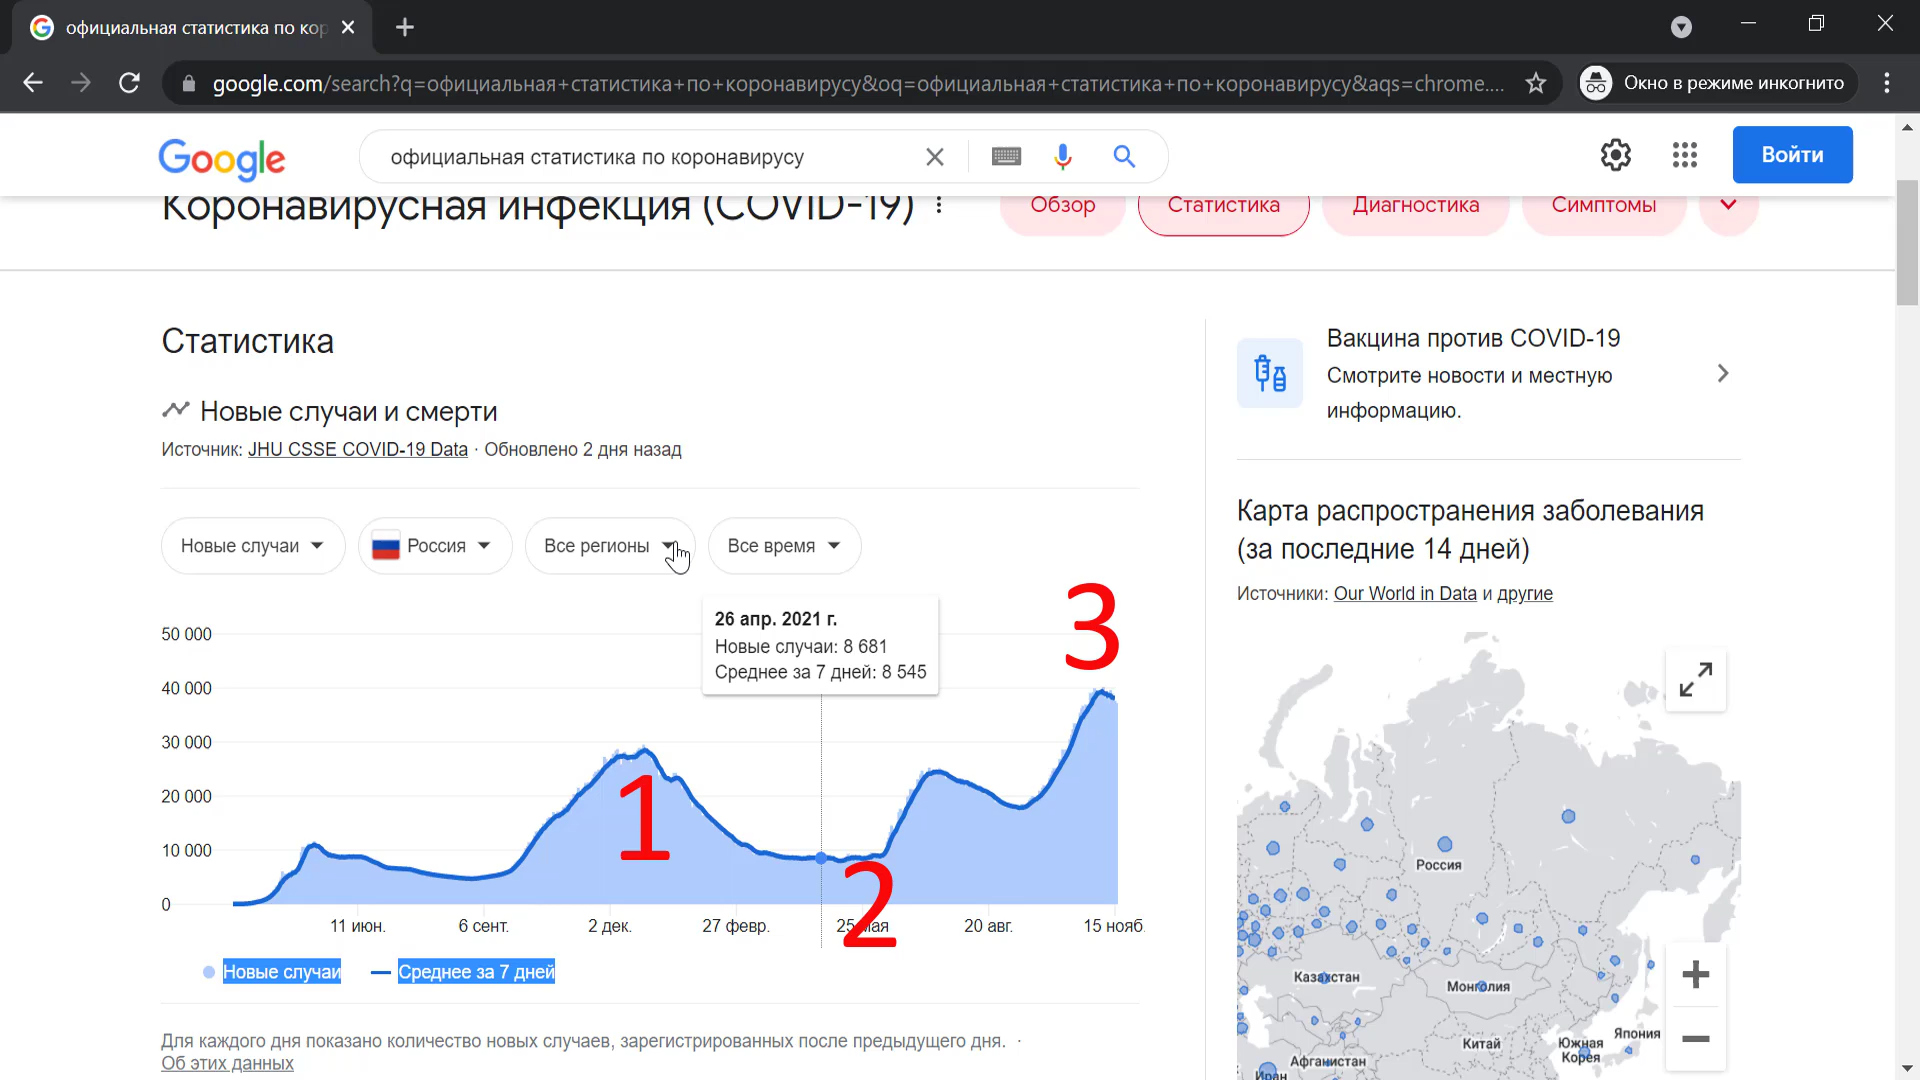 официальная статистика по кор
google.com/search?q=официальная+статистика+по+коронавирусу&oq=официальная+статистика+по+коронавирусу&aqs=chrome....
Окно в режиме инкогнито
Google
официальная статистика по коронавирусу
Войти
Коронавирусная инфекция (COVID-19)
Обзор
Статистика
Диагностика
Симптомы
Статистика
Новые случаи и смерти
Источник: JHU CSSE COVID-19 Data · Обновлено 2 дня назад
Новые случаи
Россия
Все регионы
Все время
26 апр. 2021 г.
Новые случаи: 8 681
Среднее за 7 дней: 8 545
50 000
40 000
30 000
20 000
10 000
0
1
2
3
11 июн.
6 сент.
2 дек.
27 февр.
25 мая
20 авг.
15 нояб.
Новые случаи
Среднее за 7 дней
Для каждого дня показано количество новых случаев, зарегистрированных после предыдущего дня. ·
Об этих данных
Вакцина против COVID-19
Смотрите новости и местную
информацию.
Карта распространения заболевания
(за последние 14 дней)
Источники: Our World in Data и другие
Россия
Казахстан
Монголия
Япония
Китай
Южная
Корея
Афганистан
Иран